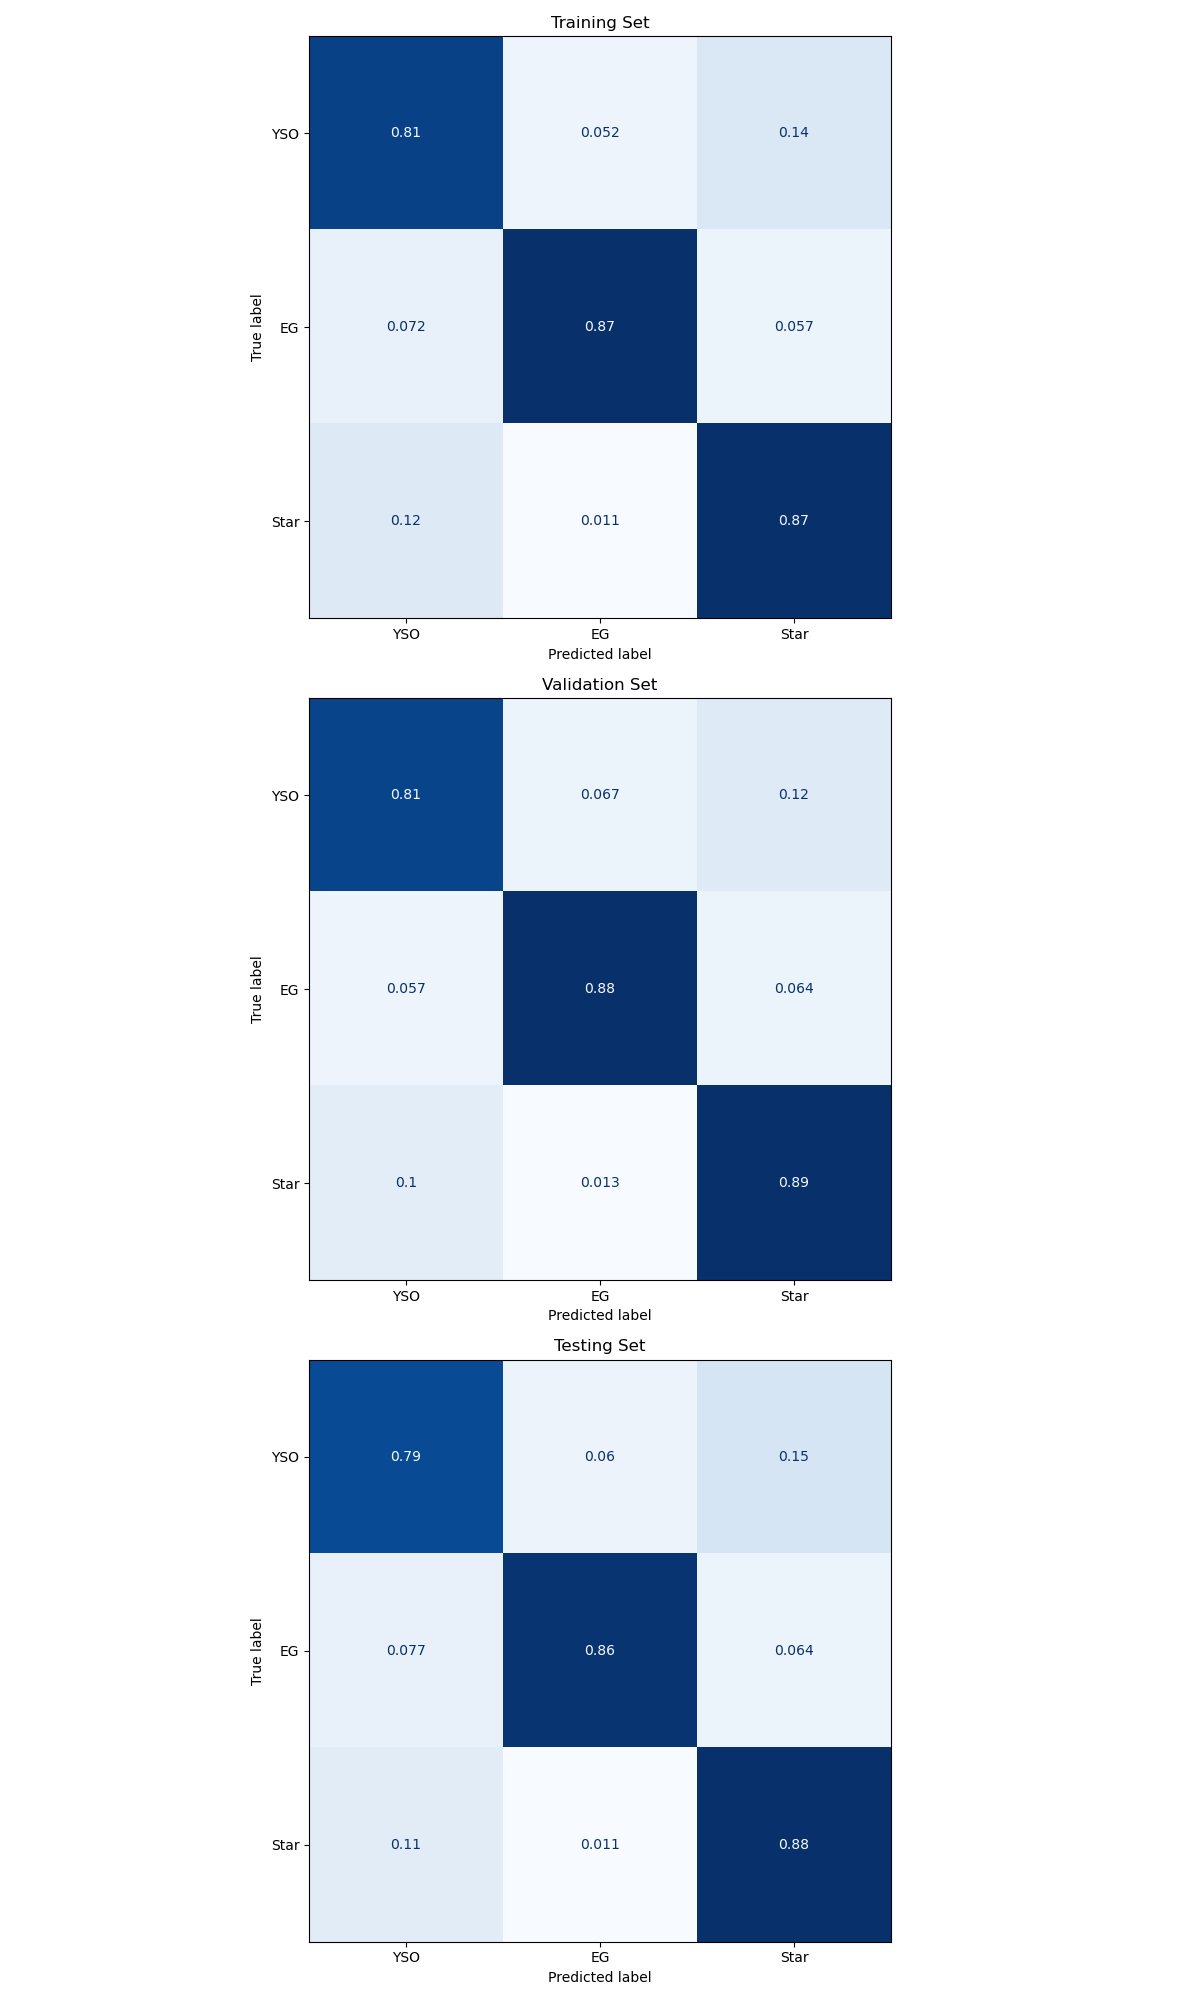 Training Set
YSO 0.81 0.052 0.14
True label
EG 0.072 0.87 0.057
Star 0.12 0.011 0.87
YSO EG Star
Predicted label
Validation Set
YSO 0.81 0.067 0.12
True label
EG 0.057 0.88 0.064
Star 0.1 0.013 0.89
YSO EG Star
Predicted label
Testing Set
YSO 0.79 0.06 0.15
True label
EG 0.077 0.86 0.064
Star 0.11 0.011 0.88
YSO EG Star
Predicted label